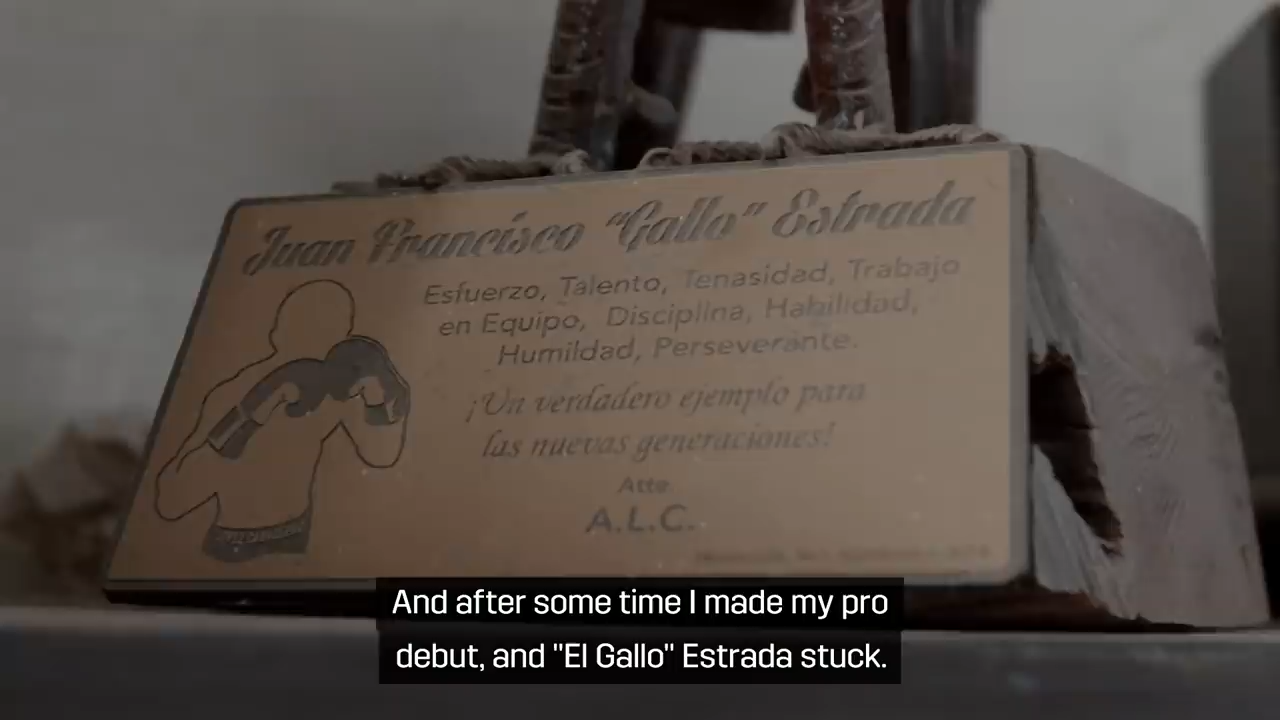 Juan Francisco "Gallo" Estrada
Esfuerzo, Talento, Tenasidad, Trabajo
en Equipo, Disciplina, Habilidad,
Humildad, Perseverante.
¡Un verdadero ejemplo para
las nuevas generaciones!
Atte.
A.L.C.
And after some time I made my pro
debut, and "El Gallo" Estrada stuck.